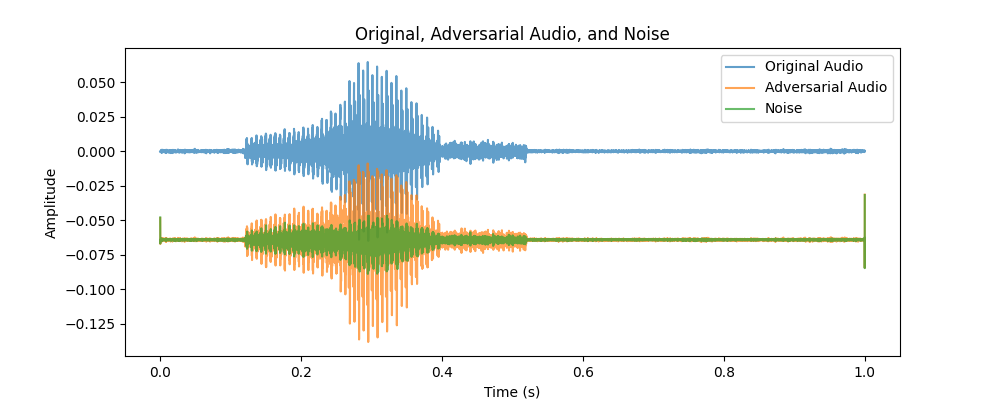 Original, Adversarial Audio, and Noise
Original Audio
Adversarial Audio
Noise
Amplitude
0.050
0.025
0.000
−0.025
−0.050
−0.075
−0.100
−0.125
0.0 0.2 0.4 0.6 0.8 1.0
Time (s)